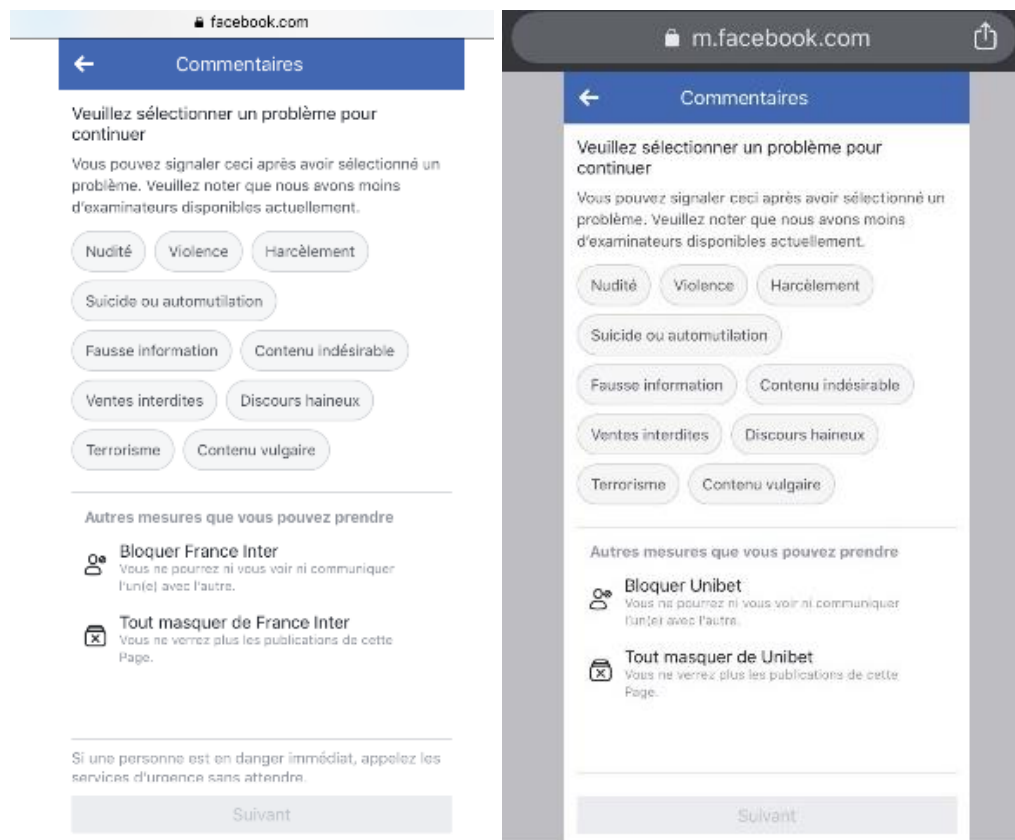 facebook.com
Commentaires
Veuillez sélectionner un problème pour
continuer
Vous pouvez signaler ceci après avoir sélectionné un
problème. Veuillez noter que nous avons moins
d'examinateurs disponibles actuellement.
Nudité Violence Harcèlement
Suicide ou automutilation
Fausse information Contenu indésirable
Ventes interdites Discours haineux
Terrorisme Contenu vulgaire
Autres mesures que vous pouvez prendre
Bloquer France Inter
Vous ne pourrez ni vous voir ni communiquer
l'un(e) avec l'autre.
Tout masquer de France Inter
Vous ne verrez plus les publications de cette
Page.
Si une personne est en danger immédiat, appelez les
services d'urgence sans attendre.
Suivant
m.facebook.com
Commentaires
Veuillez sélectionner un problème pour
continuer
Vous pouvez signaler ceci après avoir sélectionné un
problème. Veuillez noter que nous avons moins
d'examinateurs disponibles actuellement.
Nudité Violence Harcèlement
Suicide ou automutilation
Fausse information Contenu indésirable
Ventes interdites Discours haineux
Terrorisme Contenu vulgaire
Autres mesures que vous pouvez prendre
Bloquer Unibet
Vous ne pourrez ni vous voir ni communiquer
l'un(e) avec l'autre.
Tout masquer de Unibet
Vous ne verrez plus les publications de cette
Page.
Suivant